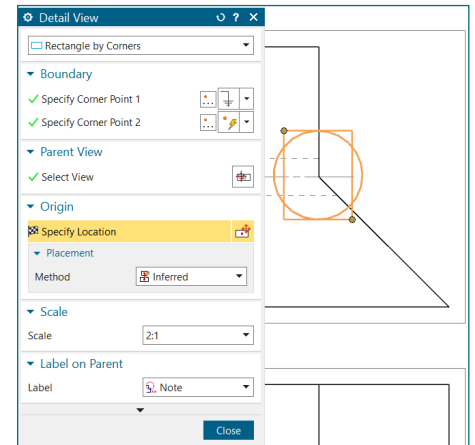 Detail View
Rectangle by Corners
Boundary
Specify Corner Point 1
Specify Corner Point 2
Parent View
Select View
Origin
Specify Location
Placement
Method Inferred
Scale
Scale 2:1
Label on Parent
Label Note
Close